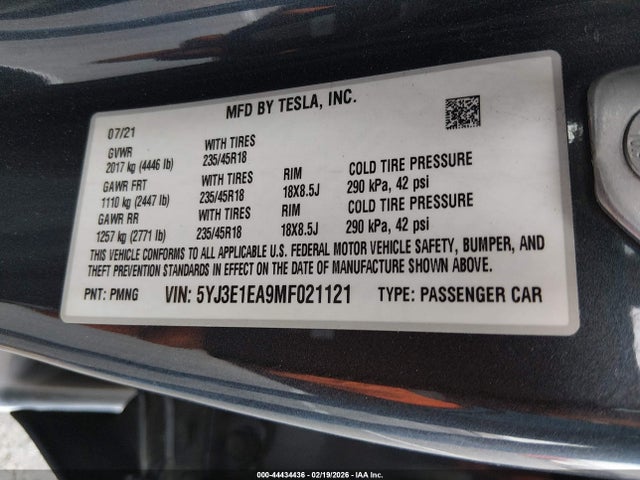 MFD BY TESLA, INC.
07/21
GVWR WITH TIRES
2017 kg (4446 lb) 235/45R18
GAWR FRT WITH TIRES RIM COLD TIRE PRESSURE
1110 kg (2447 lb) 235/45R18 18X8.5J 290 kPa, 42 psi
GAWR RR WITH TIRES RIM COLD TIRE PRESSURE
1257 kg (2771 lb) 235/45R18 18X8.5J 290 kPa, 42 psi
THIS VEHICLE CONFORMS TO ALL APPLICABLE U.S. FEDERAL MOTOR VEHICLE SAFETY, BUMPER, AND
THEFT PREVENTION STANDARDS IN EFFECT ON THE DATE OF MANUFACTURE SHOWN ABOVE.
PNT: PMNG VIN: 5YJ3E1EA9MF021121 TYPE: PASSENGER CAR
000-44434436 - 02/19/2026 - IAA Inc.